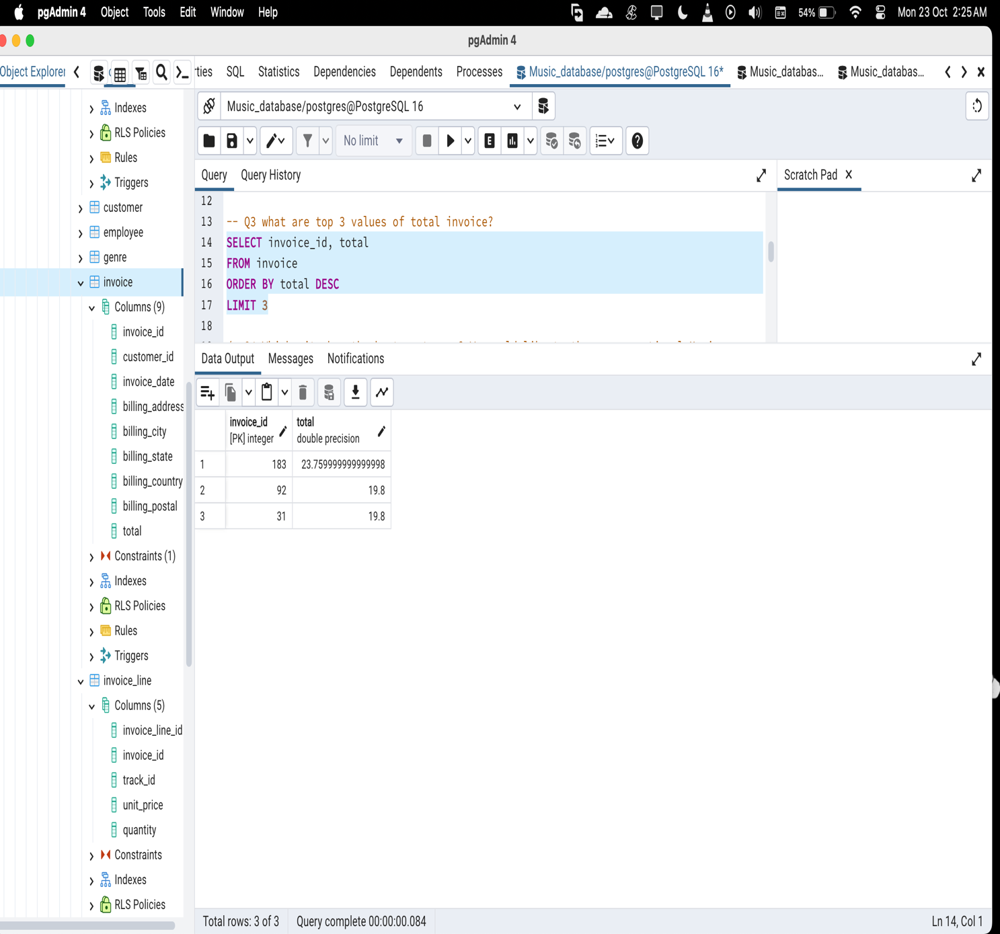 pgAdmin 4 Object Tools Edit Window Help 54% Mon 23 Oct 2:25 AM
pgAdmin 4
Object Explorer
ties SQL Statistics Dependencies Dependents Processes Music_database/postgres@PostgreSQL 16* Music_databas... Music_databas...
Music_database/postgres@PostgreSQL 16
No limit
Query Query History Scratch Pad
12
13 -- Q3 what are top 3 values of total invoice?
14 SELECT invoice_id, total
15 FROM invoice
16 ORDER BY total DESC
17 LIMIT 3
18
Data Output Messages Notifications
invoice_id total
[PK] integer double precision
1 183 23.759999999999998
2 92 19.8
3 31 19.8
Indexes
RLS Policies
Rules
Triggers
customer
employee
genre
invoice
Columns (9)
invoice_id
customer_id
invoice_date
billing_address
billing_city
billing_state
billing_country
billing_postal
total
Constraints (1)
Indexes
RLS Policies
Rules
Triggers
invoice_line
Columns (5)
invoice_line_id
invoice_id
track_id
unit_price
quantity
Constraints
Indexes
RLS Policies
Total rows: 3 of 3 Query complete 00:00:00.084 Ln 14, Col 1